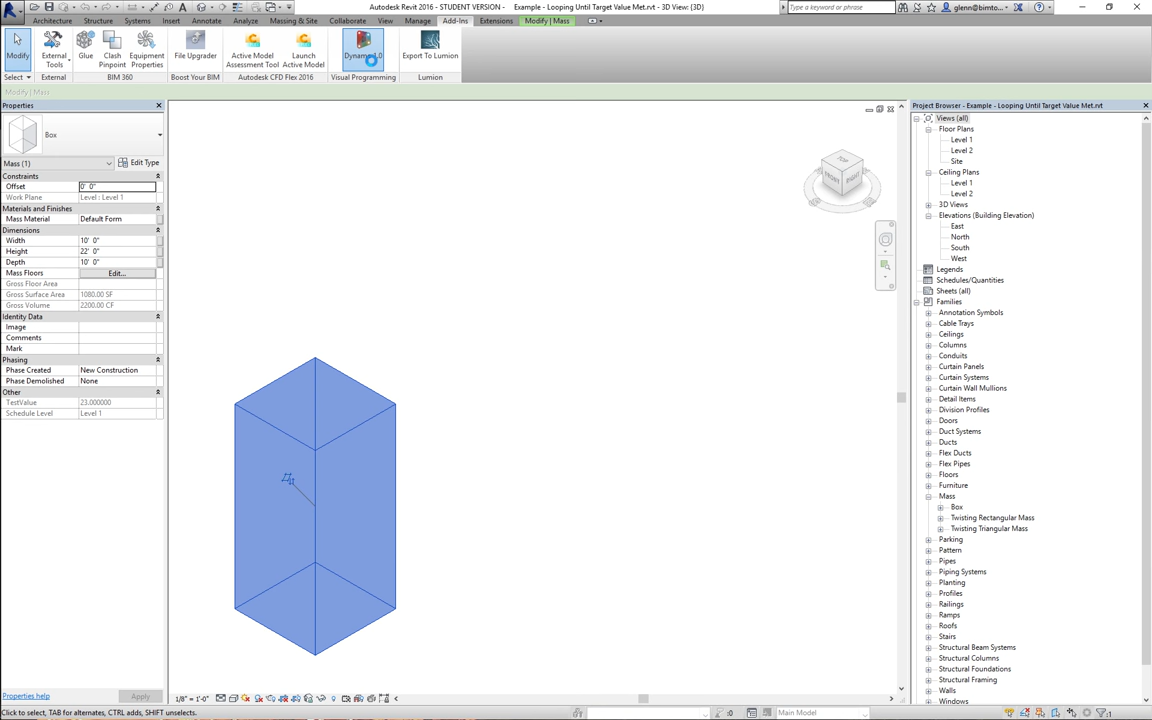 Autodesk Revit 2016 - STUDENT VERSION - Example - Looping Until Target Value Met.rvt - 3D View: {3D}
Type a keyword or phrase
glenn@bimto...
Architecture Structure Systems Insert Annotate Analyze Massing & Site Collaborate View Manage Add-Ins Extensions Modify | Mass
Modify
External Tools
Glue
Clash Pinpoint
Equipment Properties
File Upgrader
Active Model Assessment Tool
Launch Active Model
Export To Lumion
Select External BIM 360 Boost Your BIM Autodesk CFD Flex 2016 Visual Programming Lumion
Modify | Mass
Properties
Box
Mass (1) Edit Type
Constraints
Offset 0' 0"
Work Plane Level : Level 1
Materials and Finishes
Mass Material Default Form
Dimensions
Width 10' 0"
Height 22' 0"
Depth 10' 0"
Mass Floors Edit...
Gross Floor Area
Gross Surface Area 1080.00 SF
Gross Volume 2200.00 CF
Identity Data
Image
Comments
Mark
Phasing
Phase Created New Construction
Phase Demolished None
Other
TestValue 23.000000
Schedule Level Level 1
Properties help Apply
TOP
FRONT RIGHT
1/8" = 1'-0"
Project Browser - Example - Looping Until Target Value Met.rvt
Views (all)
Floor Plans
Level 1
Level 2
Site
Ceiling Plans
Level 1
Level 2
3D Views
Elevations (Building Elevation)
East
North
South
West
Legends
Schedules/Quantities
Sheets (all)
Families
Annotation Symbols
Cable Trays
Ceilings
Columns
Conduits
Curtain Panels
Curtain Systems
Curtain Wall Mullions
Detail Items
Division Profiles
Doors
Duct Systems
Ducts
Flex Ducts
Flex Pipes
Floors
Furniture
Mass
Box
Twisting Rectangular Mass
Twisting Triangular Mass
Parking
Pattern
Pipes
Piping Systems
Planting
Profiles
Railings
Ramps
Roofs
Stairs
Structural Beam Systems
Structural Columns
Structural Foundations
Structural Framing
Walls
Windows
Click to select, TAB for alternates, CTRL adds, SHIFT unselects.
:0
Main Model
:1